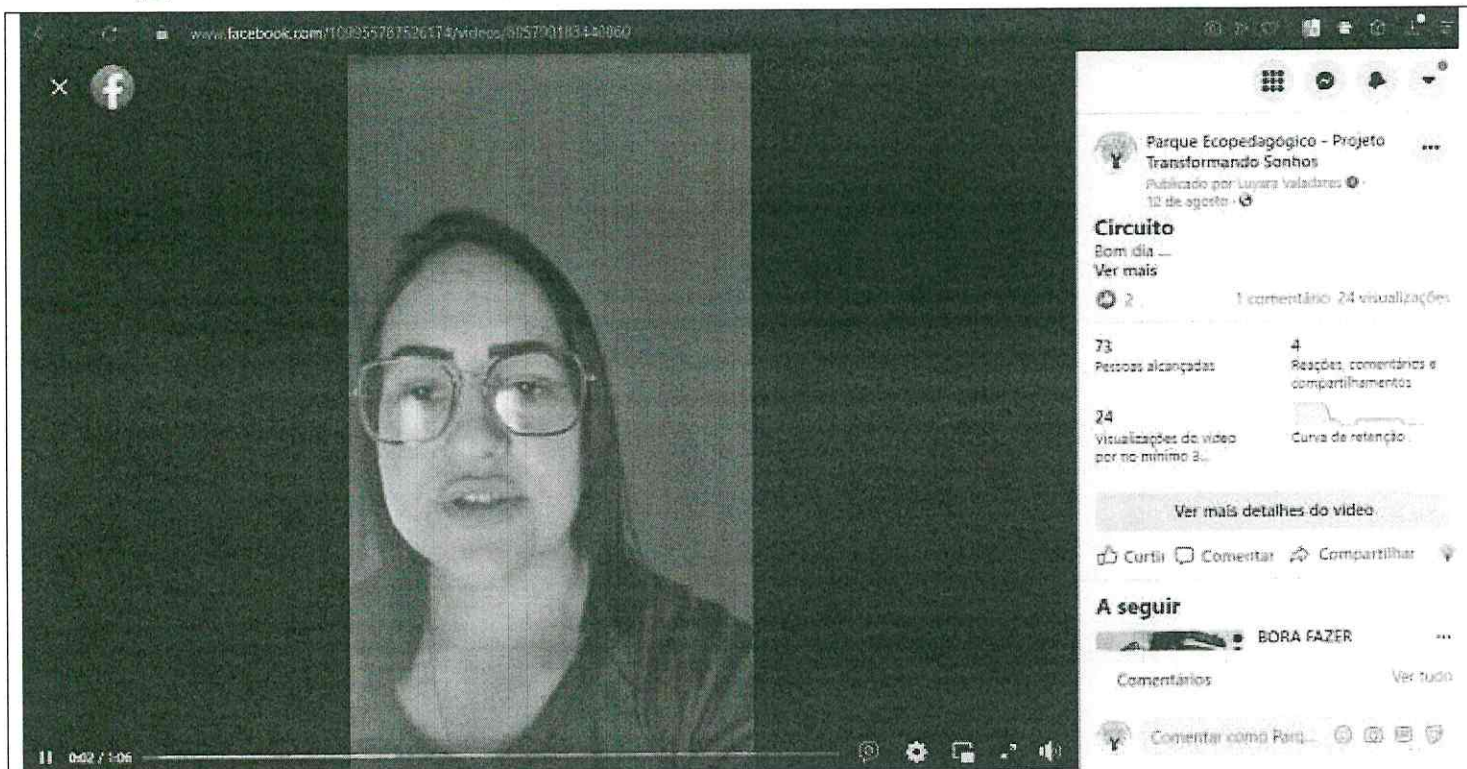 www.facebook.com/109955787526174/videos/
Parque Ecopedagógico - Projeto
Transformando Sonhos
Publicado por Luyara Valadares
12 de agosto
Circuito
Bom dia ...
Ver mais
2
1 comentário 24 visualizações
73
Pessoas alcançadas
4
Reações, comentários e
compartilhamentos
24
Visualizações do vídeo
por no mínimo 3...
Curva de retenção
Ver mais detalhes do vídeo
Curtir Comentar Compartilhar
A seguir
BORA FAZER
Comentários
Ver tudo
Comentar como Parq...
0:02 / 1:06